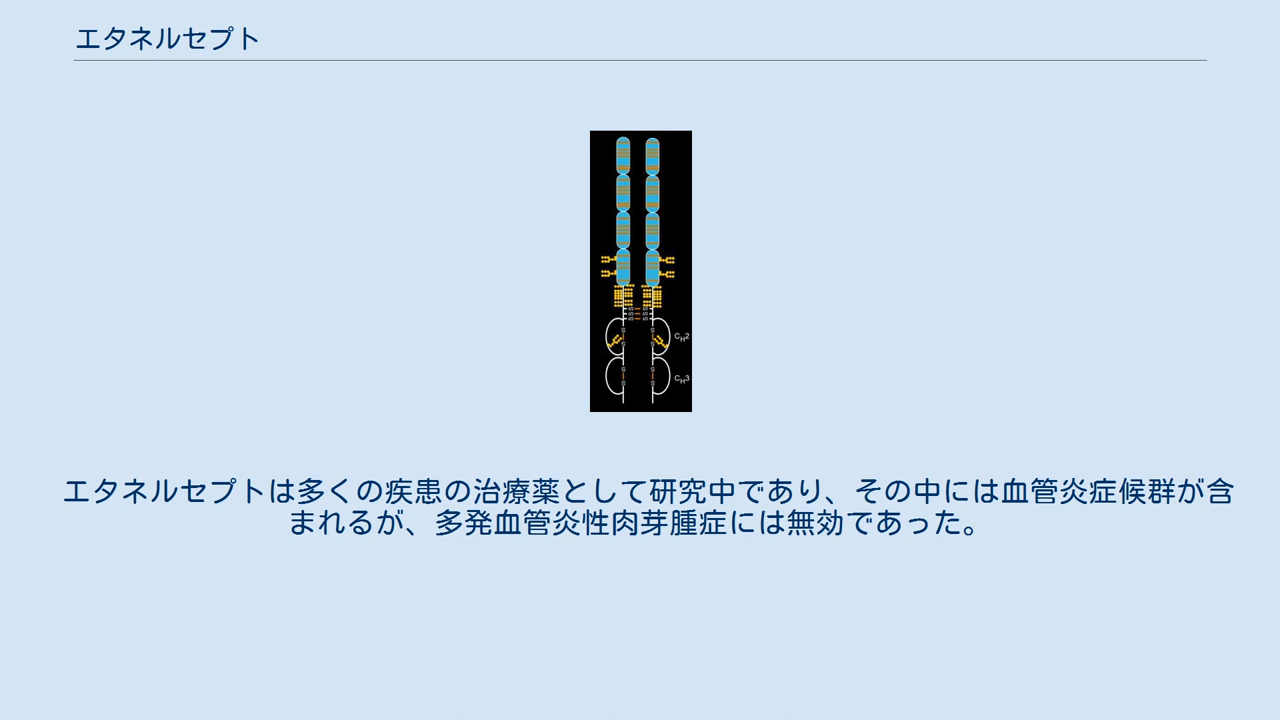 エタネルセプト
S S
S S
S S
S S
CH2
S S
S S
CH3
S S
エタネルセプトは多くの疾患の治療薬として研究中であり、その中には血管炎症候群が含
まれるが、多発血管炎性肉芽腫症には無効であった。